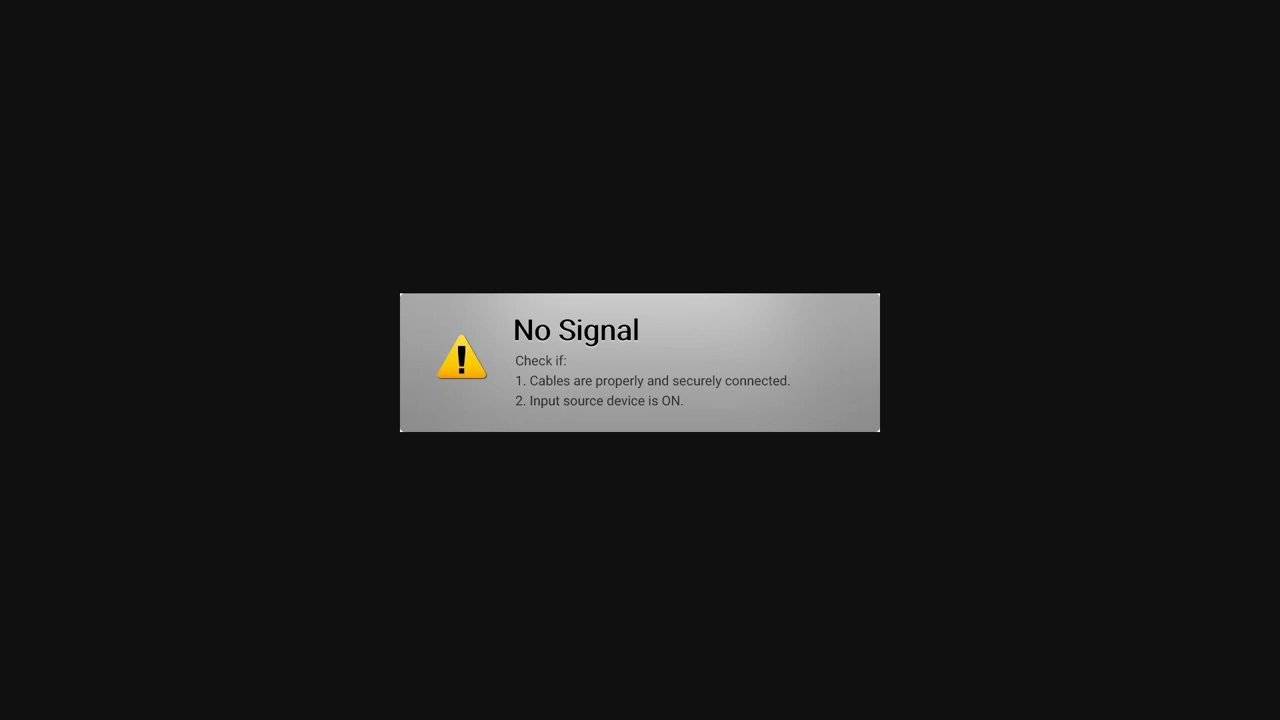 No Signal
Check if:
1. Cables are properly and securely connected.
2. Input source device is ON.